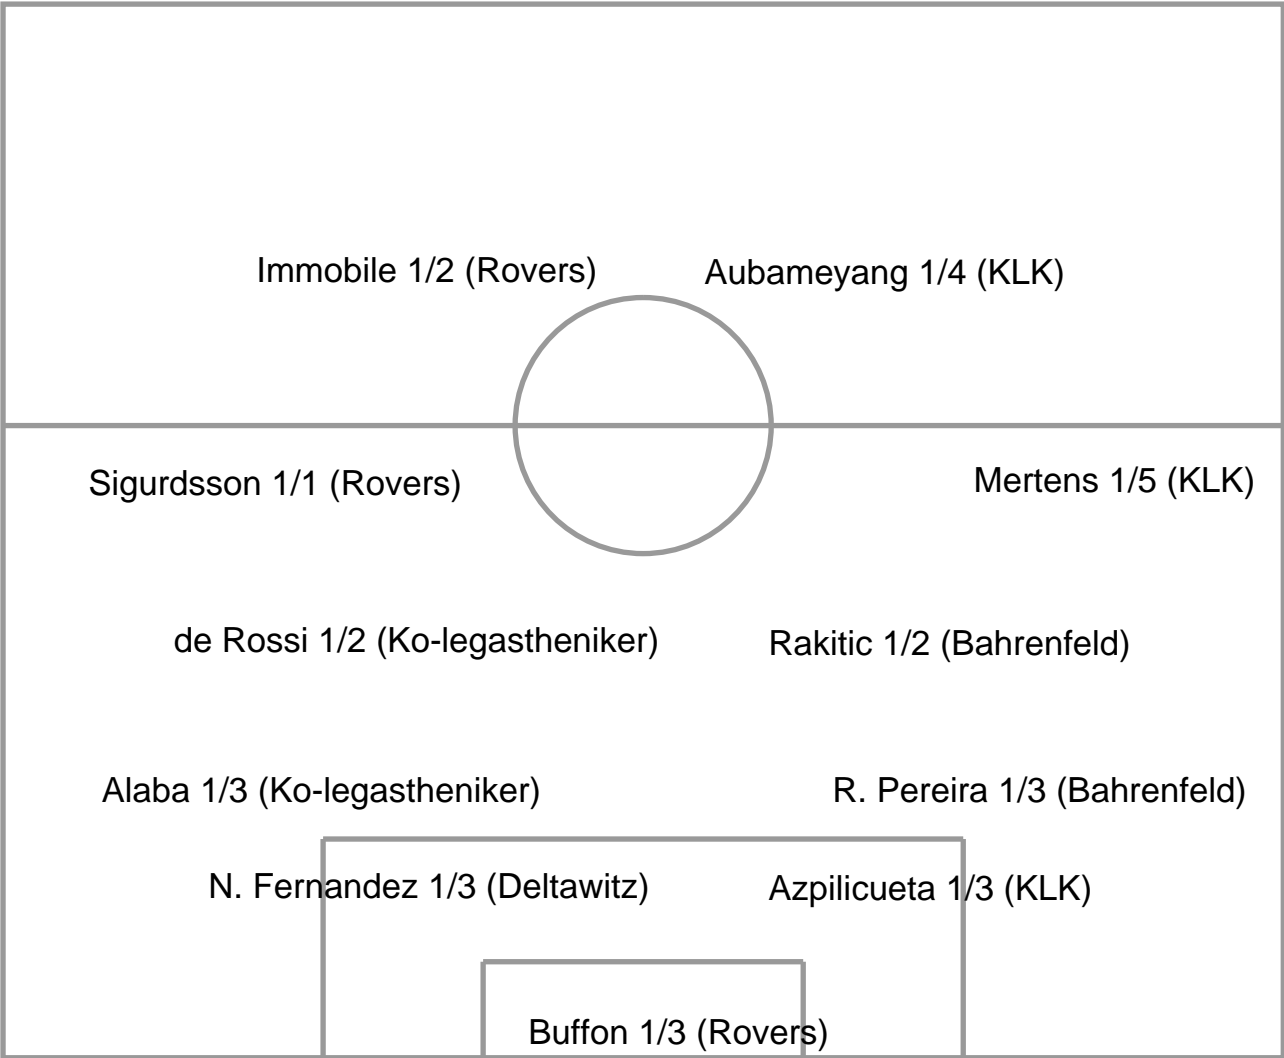 Immobile 1/2 (Rovers)
Aubameyang 1/4 (KLK)
Sigurdsson 1/1 (Rovers)
Mertens 1/5 (KLK)
de Rossi 1/2 (Ko-legastheniker)
Rakitic 1/2 (Bahrenfeld)
Alaba 1/3 (Ko-legastheniker)
R. Pereira 1/3 (Bahrenfeld)
N. Fernandez 1/3 (Deltawitz)
Azpilicueta 1/3 (KLK)
Buffon 1/3 (Rovers)